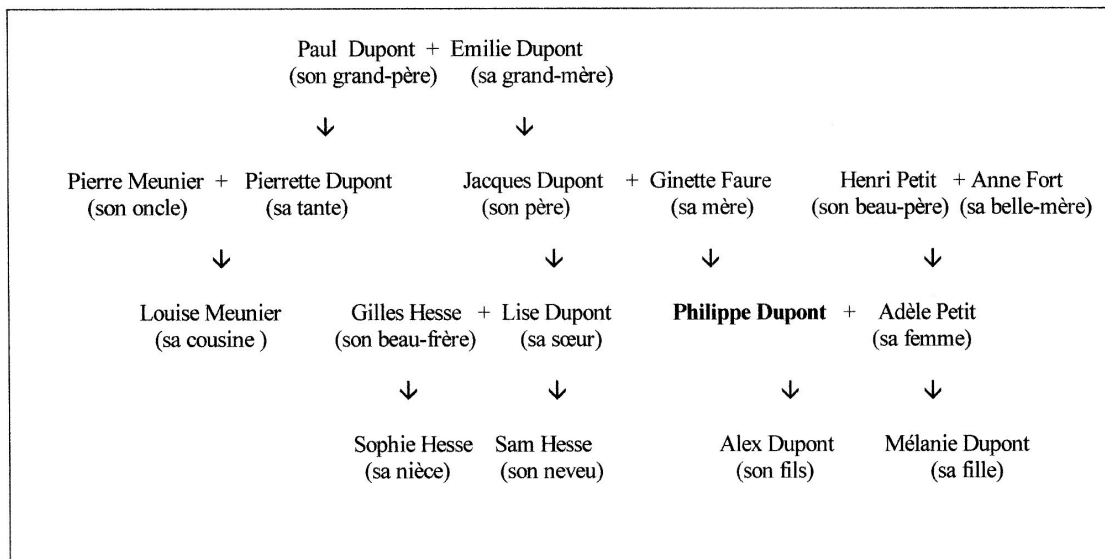 Paul Dupont + Emilie Dupont
(son grand-père) (sa grand-mère)
Pierre Meunier + Pierrette Dupont Jacques Dupont + Ginette Faure Henri Petit + Anne Fort
(son oncle) (sa tante) (son père) (sa mère) (son beau-père) (sa belle-mère)
Louise Meunier Gilles Hesse + Lise Dupont Philippe Dupont + Adèle Petit
(sa cousine ) (son beau-frère) (sa sœur) (sa femme)
Sophie Hesse Sam Hesse Alex Dupont Mélanie Dupont
(sa nièce) (son neveu) (son fils) (sa fille)